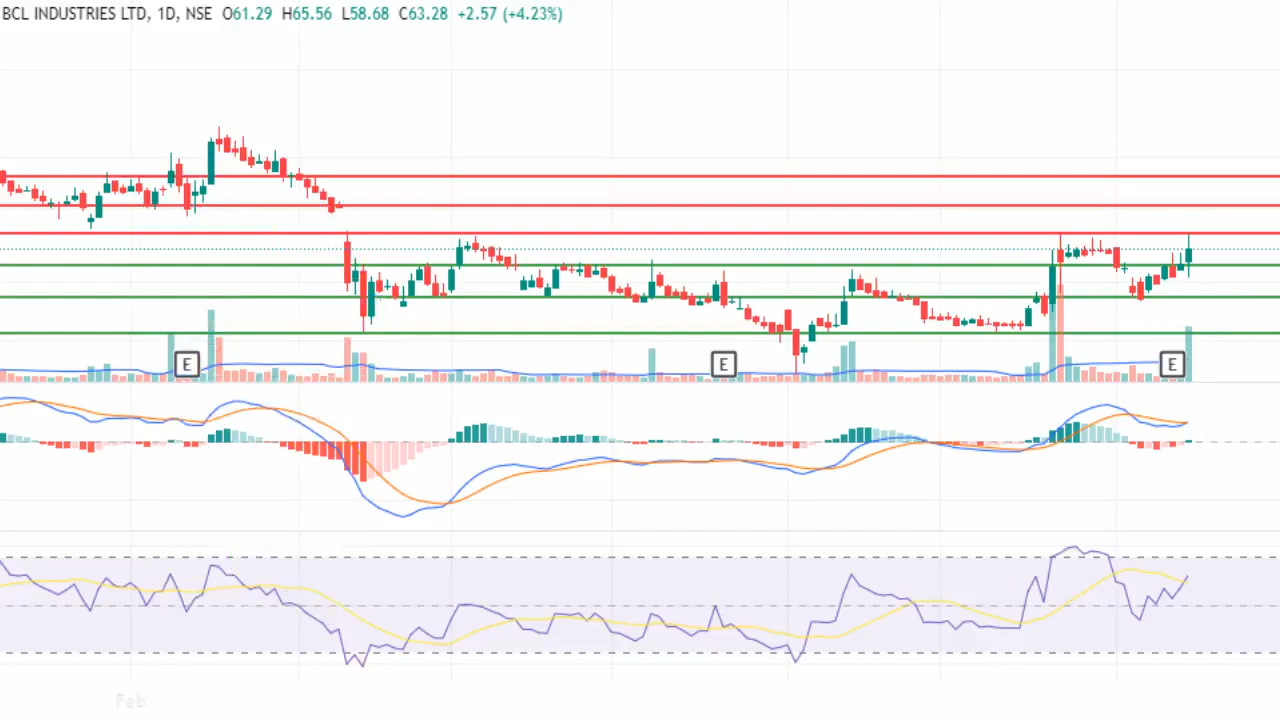 BCL INDUSTRIES LTD, 1D, NSE O61.29 H65.56 L58.68 C63.28 +2.57 (+4.23%)
E E E
Feb